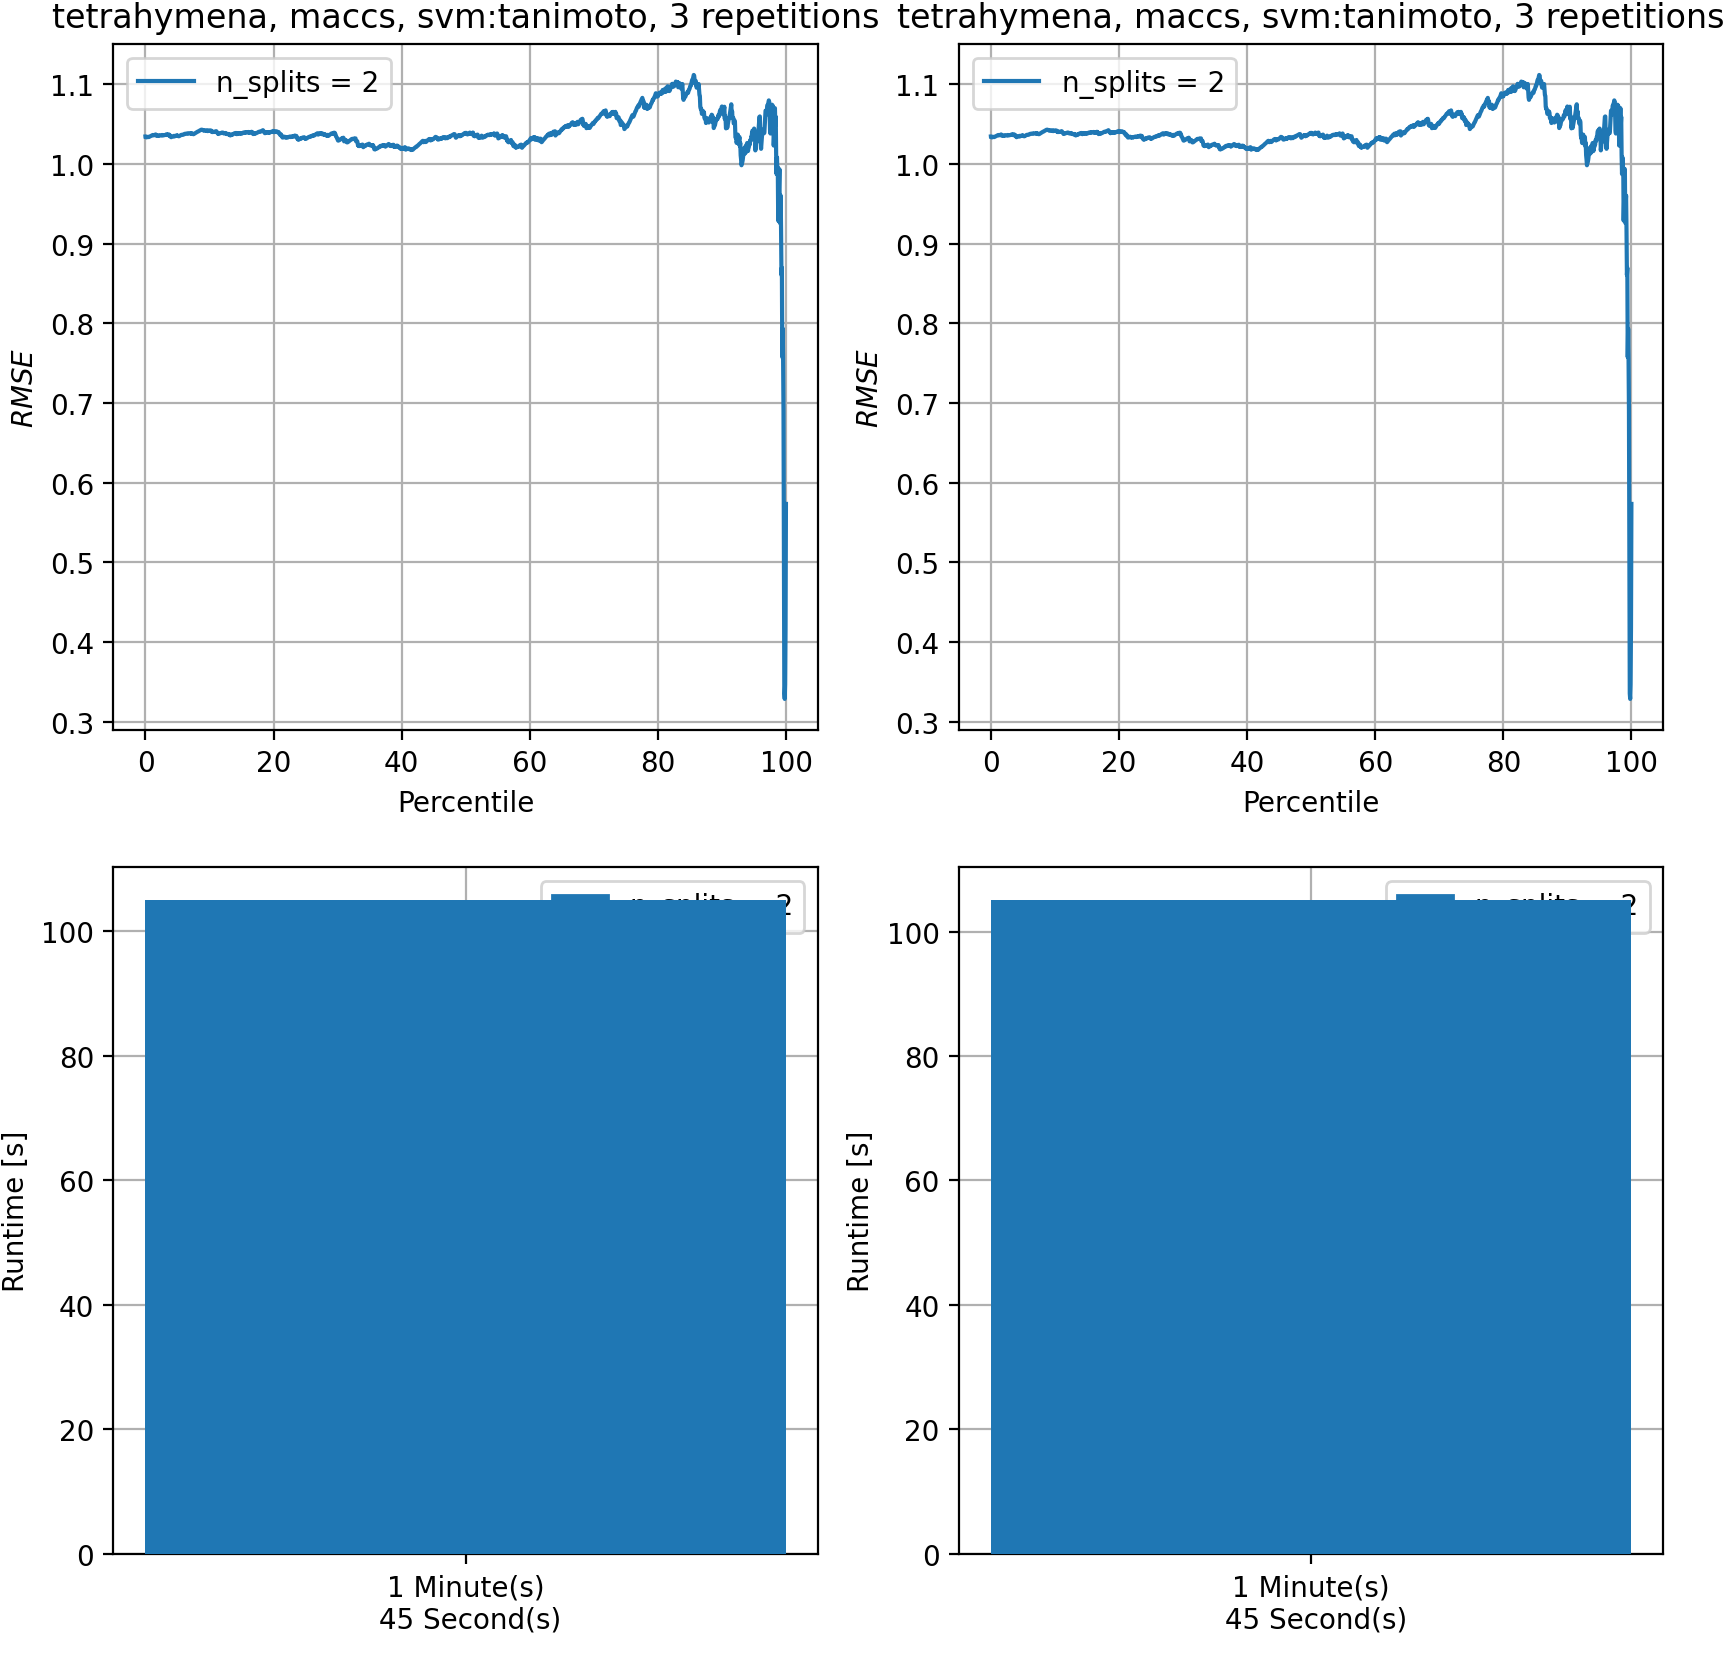 tetrahymena, maccs, svm:tanimoto, 3 repetitions
n_splits = 2
1.1
1.0
0.9
0.8
0.7
0.6
0.5
0.4
0.3
RMSE
0 20 40 60 80 100
Percentile
tetrahymena, maccs, svm:tanimoto, 3 repetitions
n_splits = 2
1.1
1.0
0.9
0.8
0.7
0.6
0.5
0.4
0.3
RMSE
0 20 40 60 80 100
Percentile
2
100
80
60
40
20
0
Runtime [s]
1 Minute(s)
45 Second(s)
2
100
80
60
40
20
0
Runtime [s]
1 Minute(s)
45 Second(s)